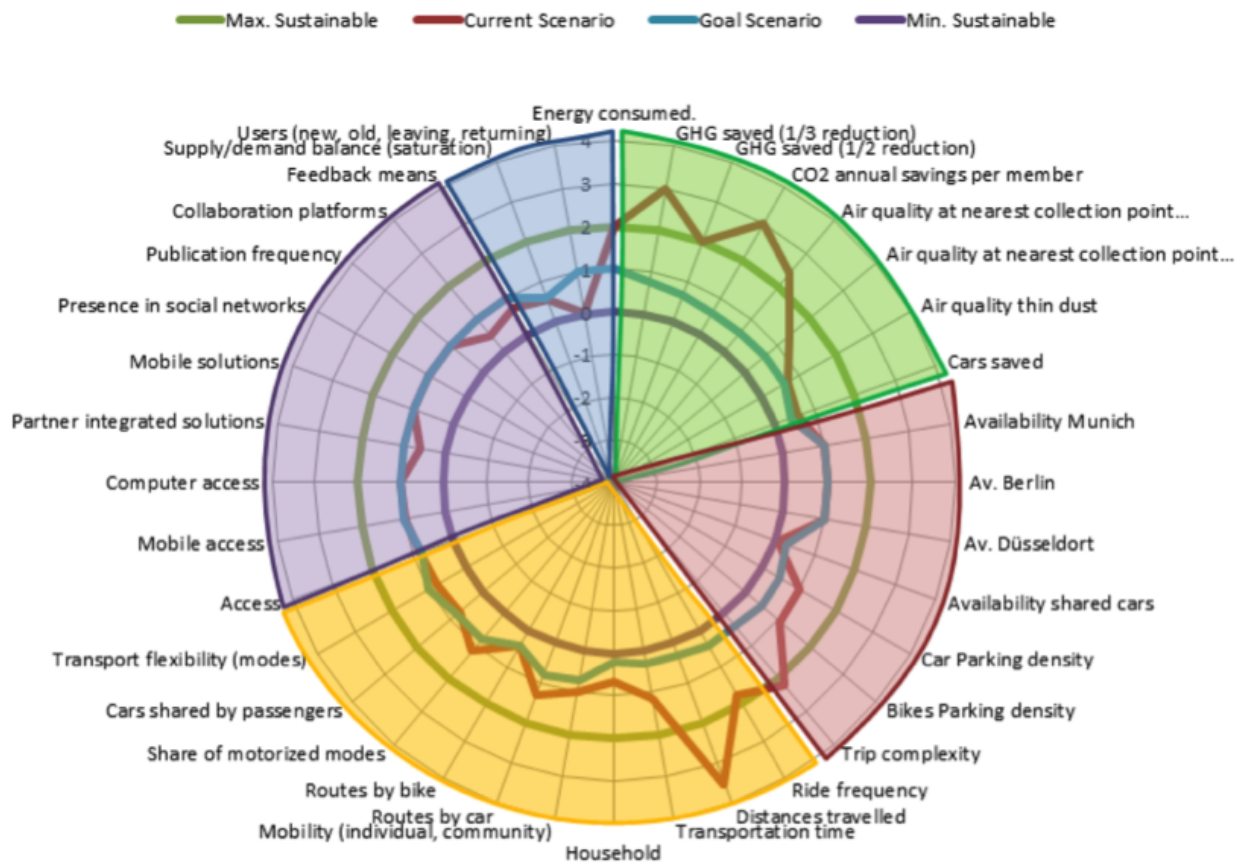 Max. Sustainable
Current Scenario
Goal Scenario
Min. Sustainable
Energy consumed.
GHG saved (1/3 reduction)
GHG saved (1/2 reduction)
CO2 annual savings per member
Air quality at nearest collection point...
Air quality at nearest collection point...
Air quality thin dust
Cars saved
Availability Munich
Av. Berlin
Av. Düsseldort
Availability shared cars
Car Parking density
Bikes Parking density
Trip complexity
Ride frequency
Distances travelled
Transportation time
Household
Mobility (individual, community)
Routes by car
Routes by bike
Share of motorized modes
Cars shared by passengers
Transport flexibility (modes)
Access
Mobile access
Computer access
Partner integrated solutions
Mobile solutions
Presence in social networks
Publication frequency
Collaboration platforms
Feedback means
Supply/demand balance (saturation)
Users (new, old, leaving, returning)
4
3
2
1
0
-1
-2
-3
-4